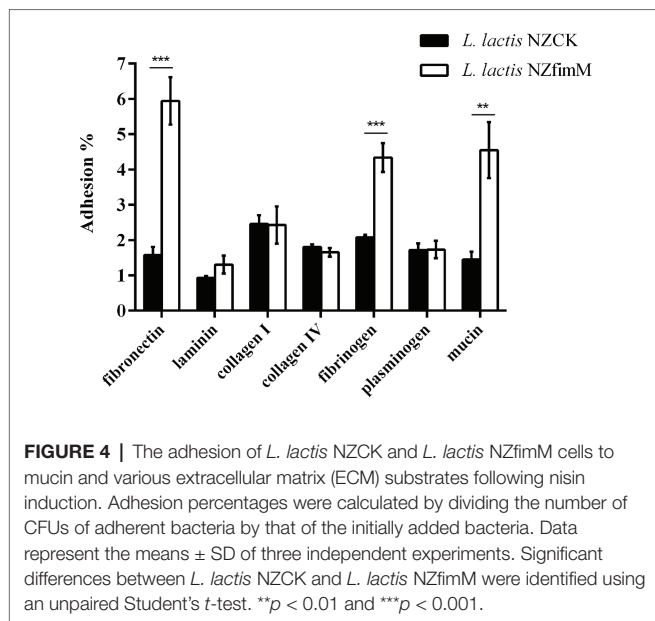 L. lactis NZCK
L. lactis NZfimM
Adhesion %
7
6
5
4
3
2
1
0
***
***
**
fibronectin
laminin
collagen I
collagen IV
fibrinogen
plasminogen
mucin
FIGURE 4 | The adhesion of L. lactis NZCK and L. lactis NZfimM cells to
mucin and various extracellular matrix (ECM) substrates following nisin
induction. Adhesion percentages were calculated by dividing the number of
CFUs of adherent bacteria by that of the initially added bacteria. Data
represent the means ± SD of three independent experiments. Significant
differences between L. lactis NZCK and L. lactis NZfimM were identified using
an unpaired Student's t-test. **p < 0.01 and ***p < 0.001.